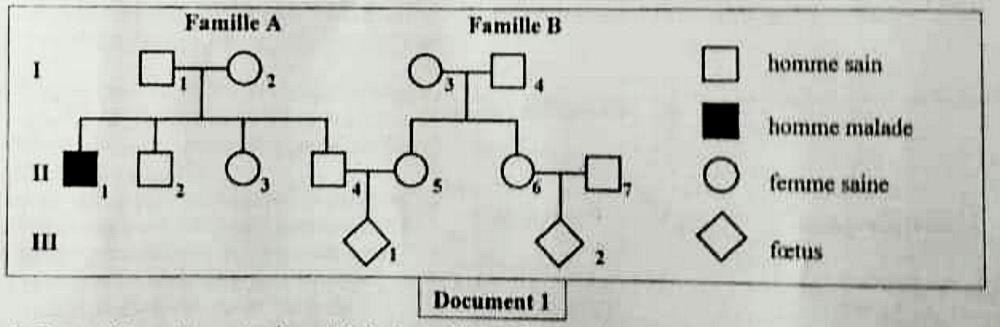 Famille A Famille B
I 1 2 3 4 homme sain
homme malade
II 1 2 3 4 5 6 7 femme saine
III 1 2 fœtus
Document 1